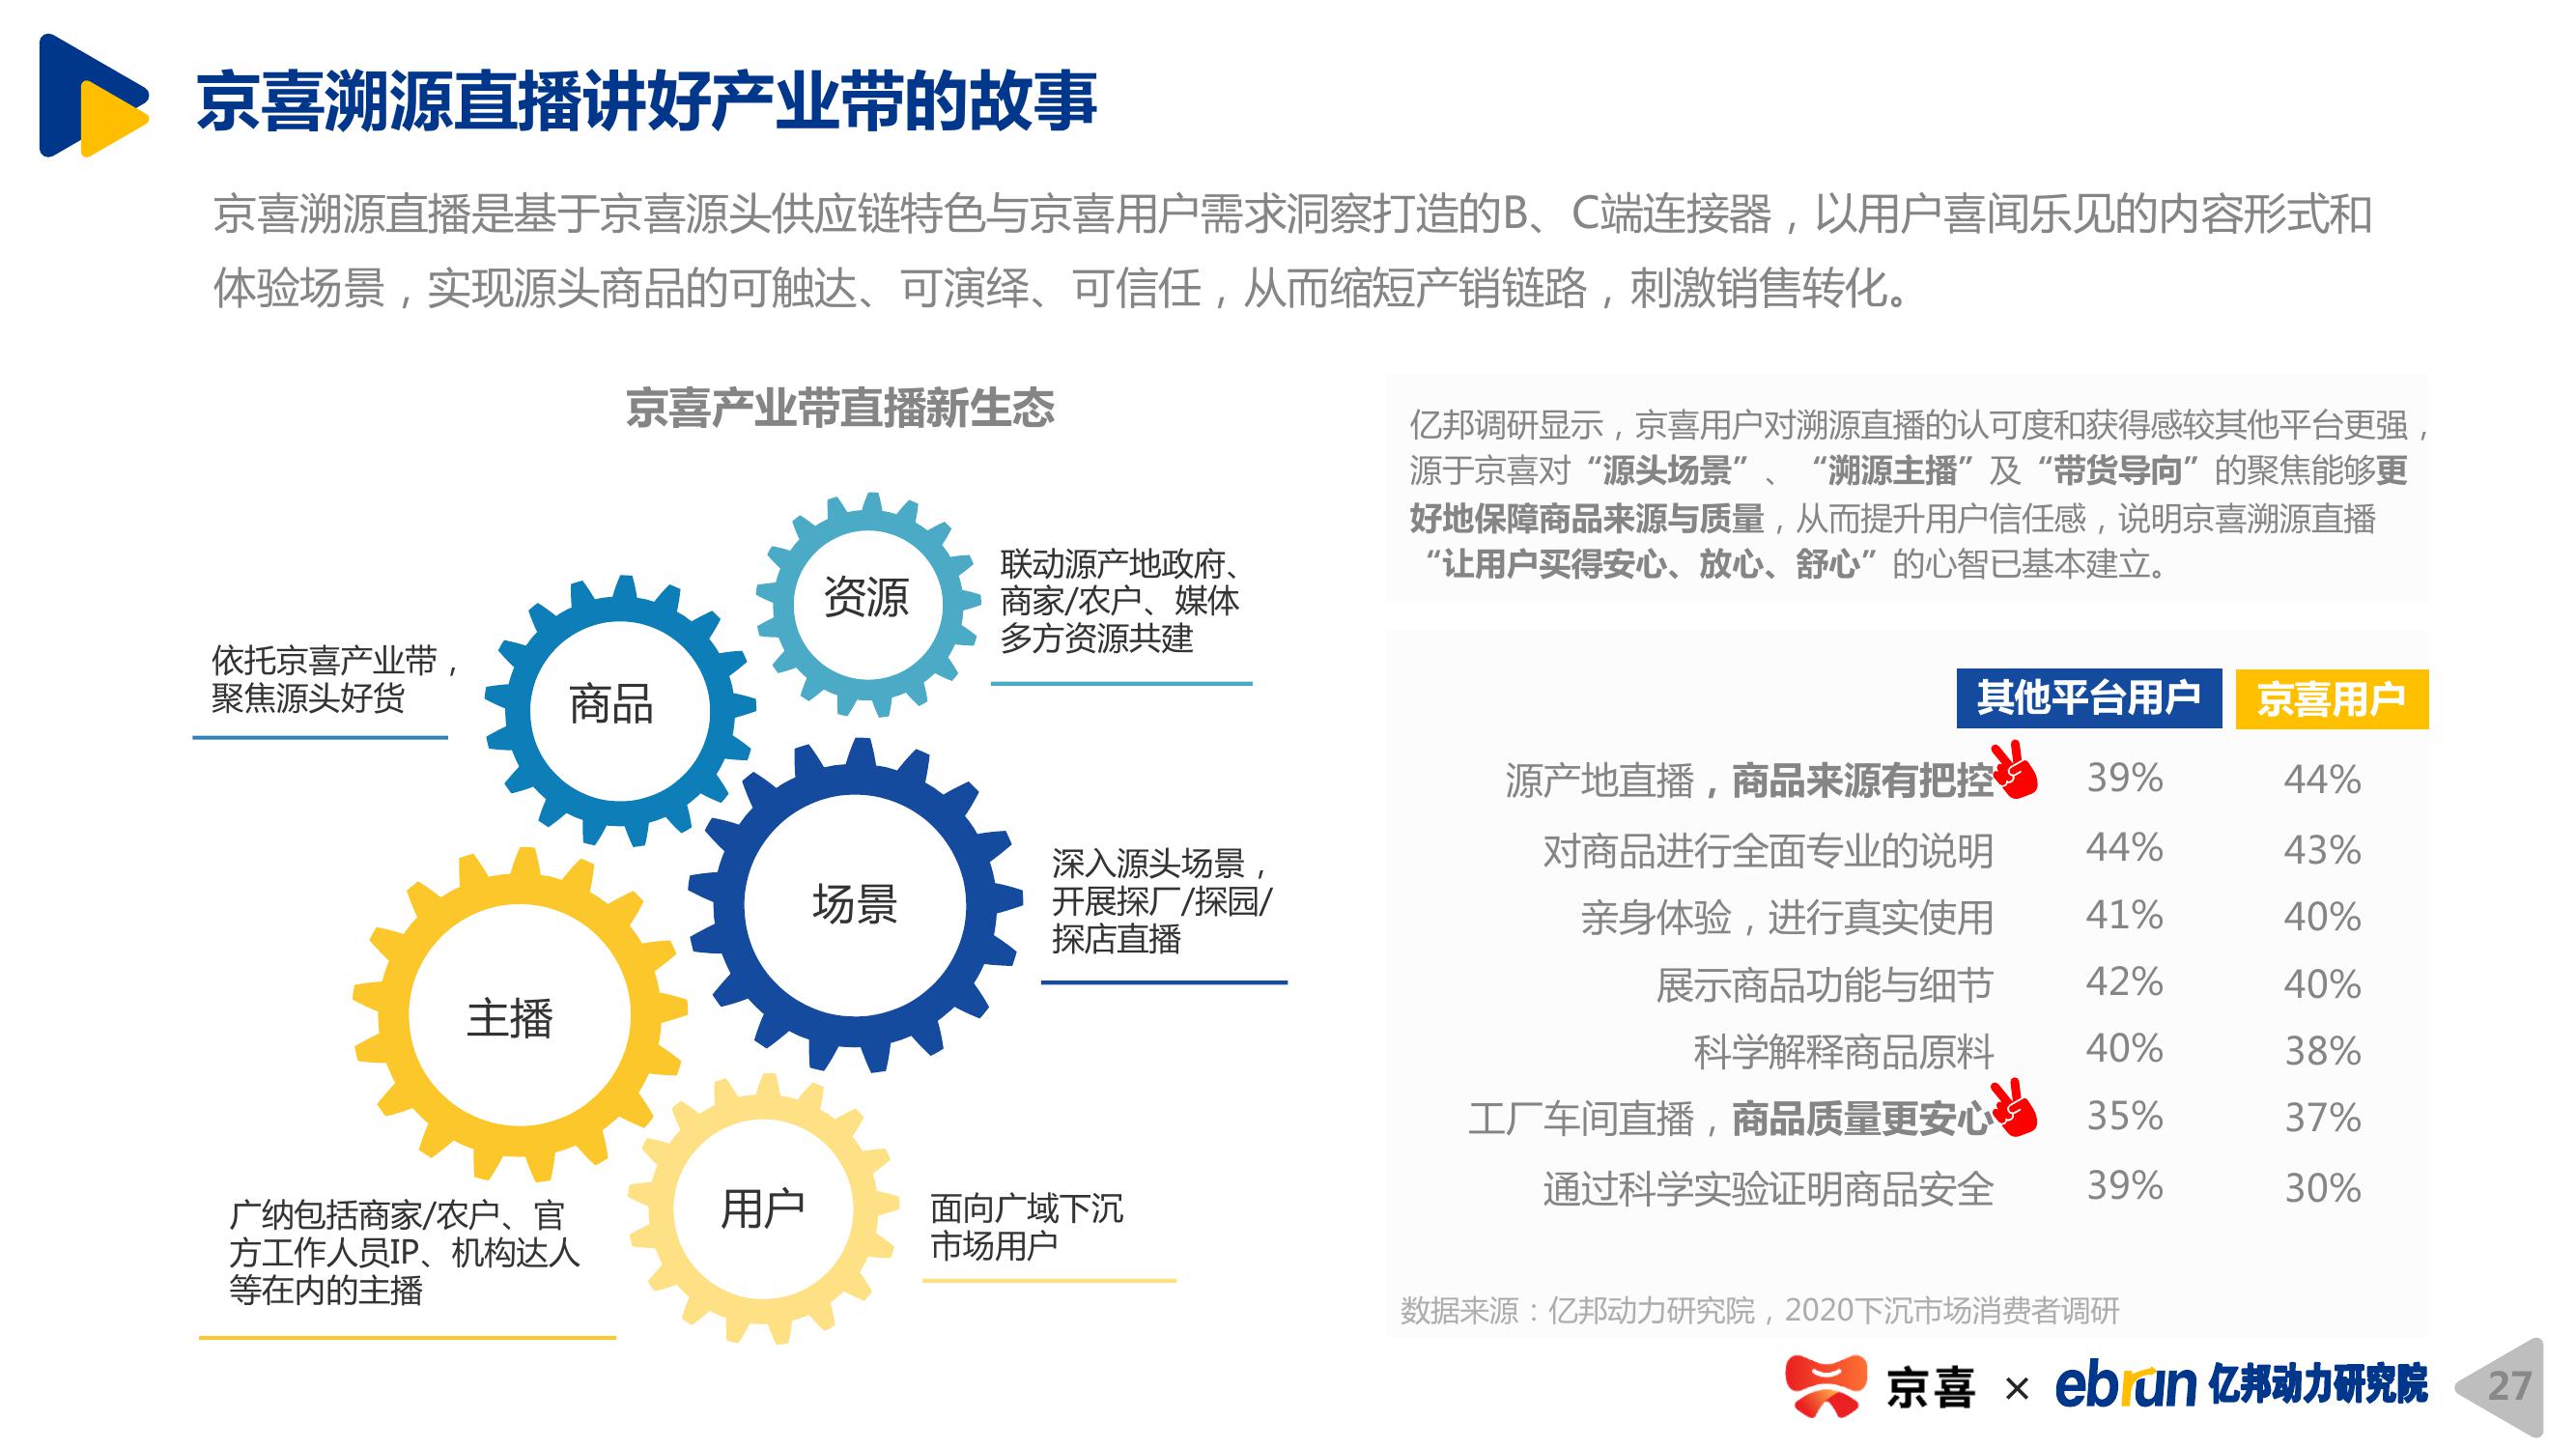 京喜溯源直播讲好产业带的故事
京喜溯源直播是基于京喜源头供应链特色与京喜用户需求洞察打造的B、C端连接器，以用户喜闻乐见的内容形式和
体验场景，实现源头商品的可触达、可演绎、可信任，从而缩短产销链路，刺激销售转化。
京喜产业带直播新生态
资源
联动源产地政府、
商家/农户、媒体
多方资源共建
商品
依托京喜产业带，
聚焦源头好货
场景
深入源头场景，
开展探厂/探园/
探店直播
主播
广纳包括商家/农户、官
方工作人员IP、机构达人
等在内的主播
用户
面向广域下沉
市场用户
亿邦调研显示，京喜用户对溯源直播的认可度和获得感较其他平台更强，
源于京喜对“源头场景”、“溯源主播”及“带货导向”的聚焦能够更
好地保障商品来源与质量，从而提升用户信任感，说明京喜溯源直播
“让用户买得安心、放心、舒心”的心智已基本建立。
其他平台用户 京喜用户
源产地直播，商品来源有把控 39% 44%
对商品进行全面专业的说明 44% 43%
亲身体验，进行真实使用 41% 40%
展示商品功能与细节 42% 40%
科学解释商品原料 40% 38%
工厂车间直播，商品质量更安心 35% 37%
通过科学实验证明商品安全 39% 30%
数据来源：亿邦动力研究院，2020下沉市场消费者调研
京喜 × ebrun 亿邦动力研究院
27